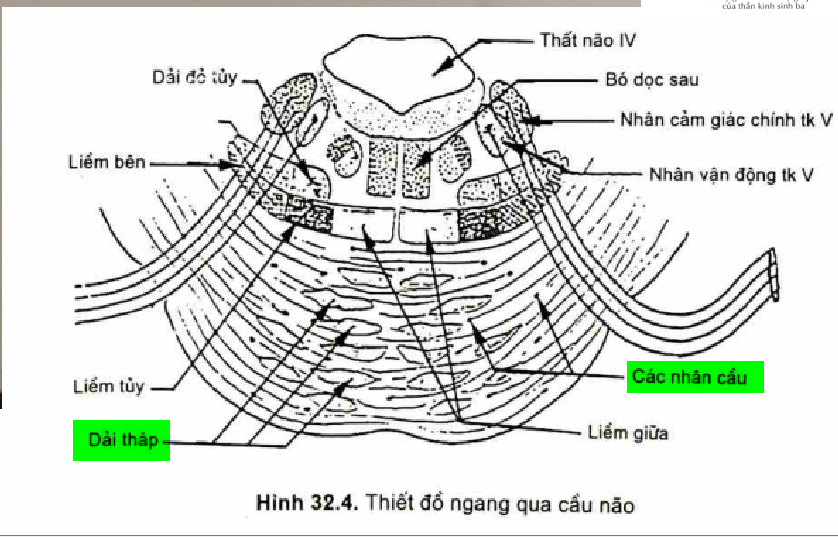 của thần kinh sinh ba
Thất não IV
Dải đỏ tủy
Bó dọc sau
Nhân cảm giác chính tk V
Liềm bên
Nhân vận động tk V
Các nhân cầu
Liềm tủy
Dải tháp
Liềm giữa
Hình 32.4. Thiết đồ ngang qua cầu não